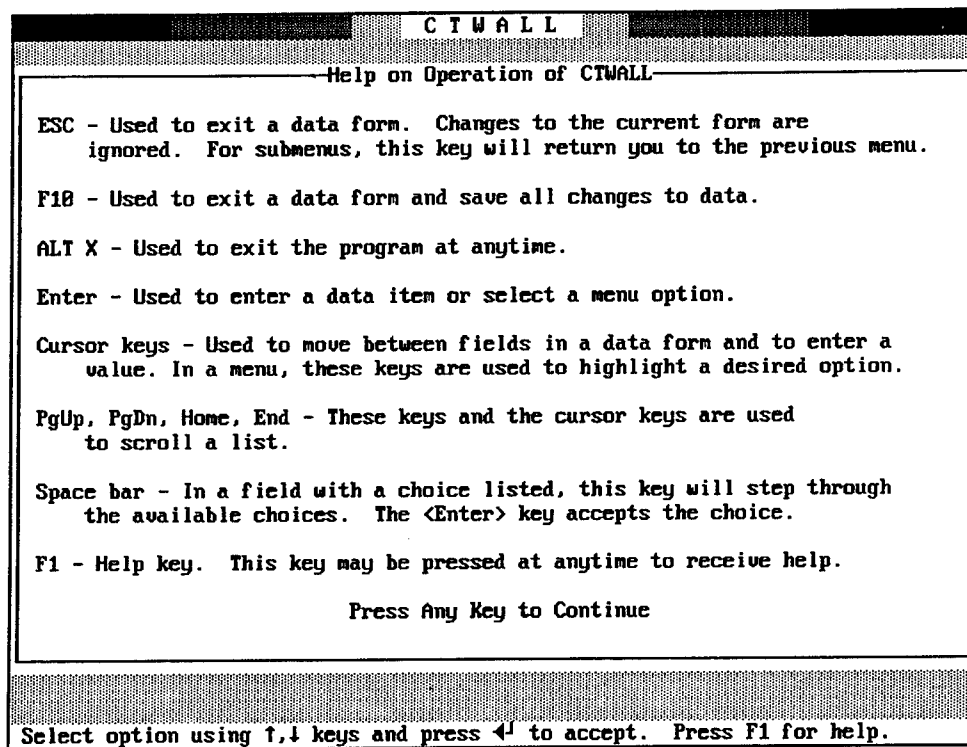 C T W A L L
Help on Operation of CTWALL
ESC - Used to exit a data form. Changes to the current form are
ignored. For submenus, this key will return you to the previous menu.
F10 - Used to exit a data form and save all changes to data.
ALT X - Used to exit the program at anytime.
Enter - Used to enter a data item or select a menu option.
Cursor keys - Used to move between fields in a data form and to enter a
value. In a menu, these keys are used to highlight a desired option.
PgUp, PgDn, Home, End - These keys and the cursor keys are used
to scroll a list.
Space bar - In a field with a choice listed, this key will step through
the available choices. The <Enter> key accepts the choice.
F1 - Help key. This key may be pressed at anytime to receive help.
Press Any Key to Continue
Select option using ↑,↓ keys and press ◄┘ to accept. Press F1 for help.